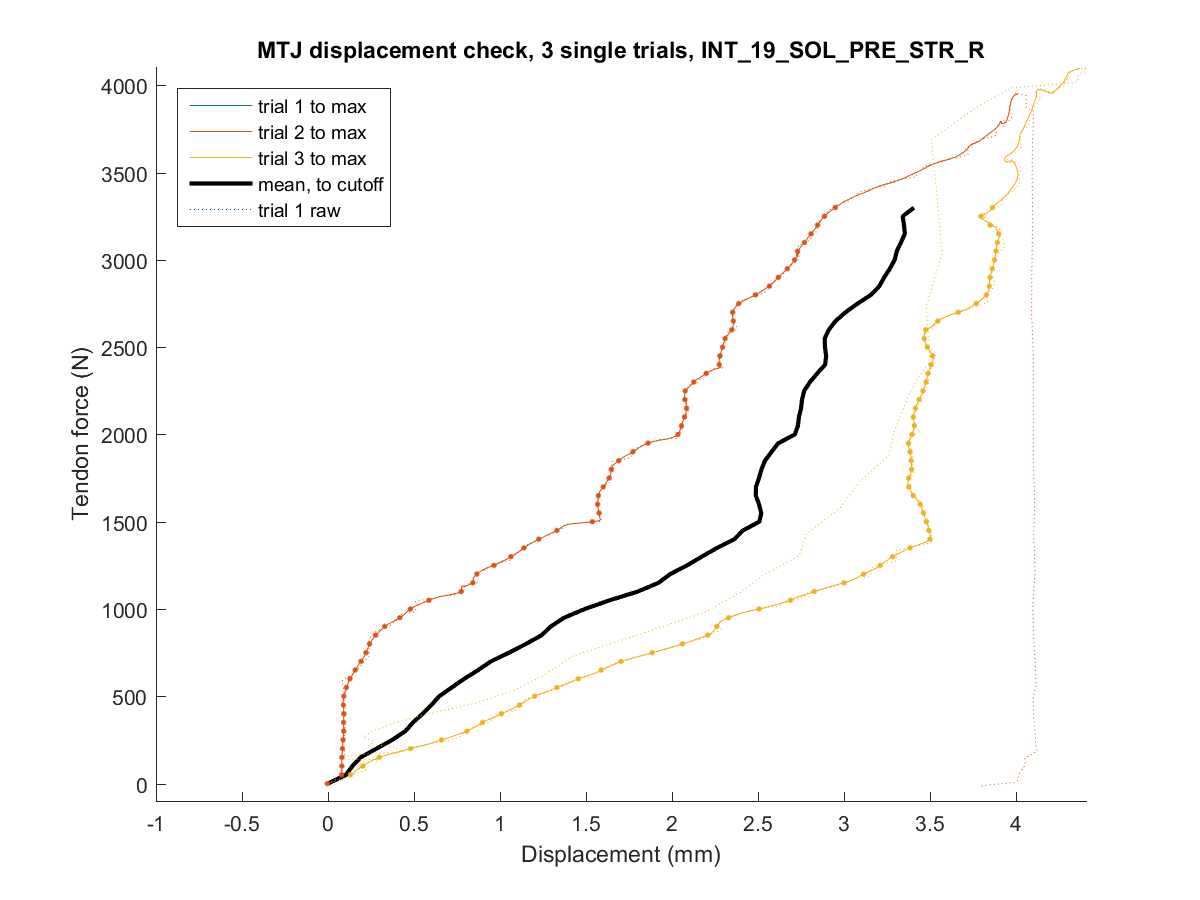 MTJ displacement check, 3 single trials, INT_19_SOL_PRE_STR_R
trial 1 to max
trial 2 to max
trial 3 to max
mean, to cutoff
trial 1 raw
4000
3500
3000
2500
2000
1500
1000
500
0
Tendon force (N)
-1
-0.5
0
0.5
1
1.5
2
2.5
3
3.5
4
Displacement (mm)